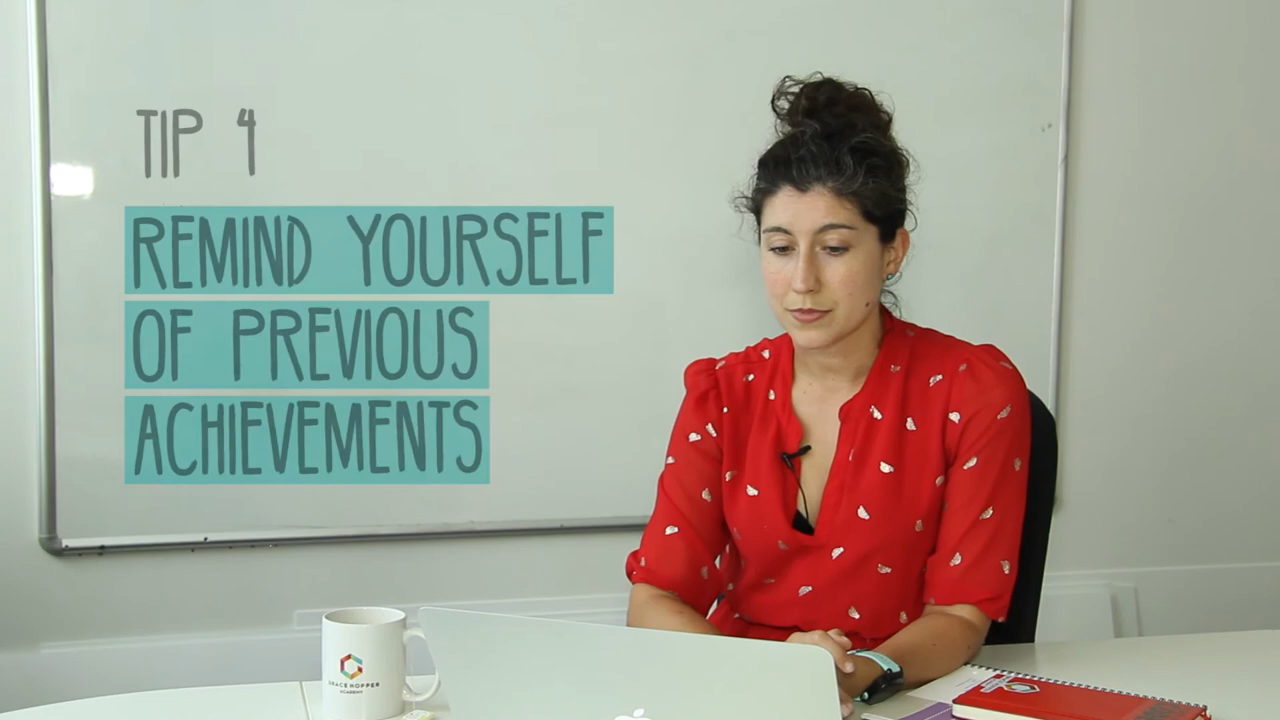 TIP 4
REMIND YOURSELF
OF PREVIOUS
ACHIEVEMENTS
GRACE HOPPER
ACADEMY